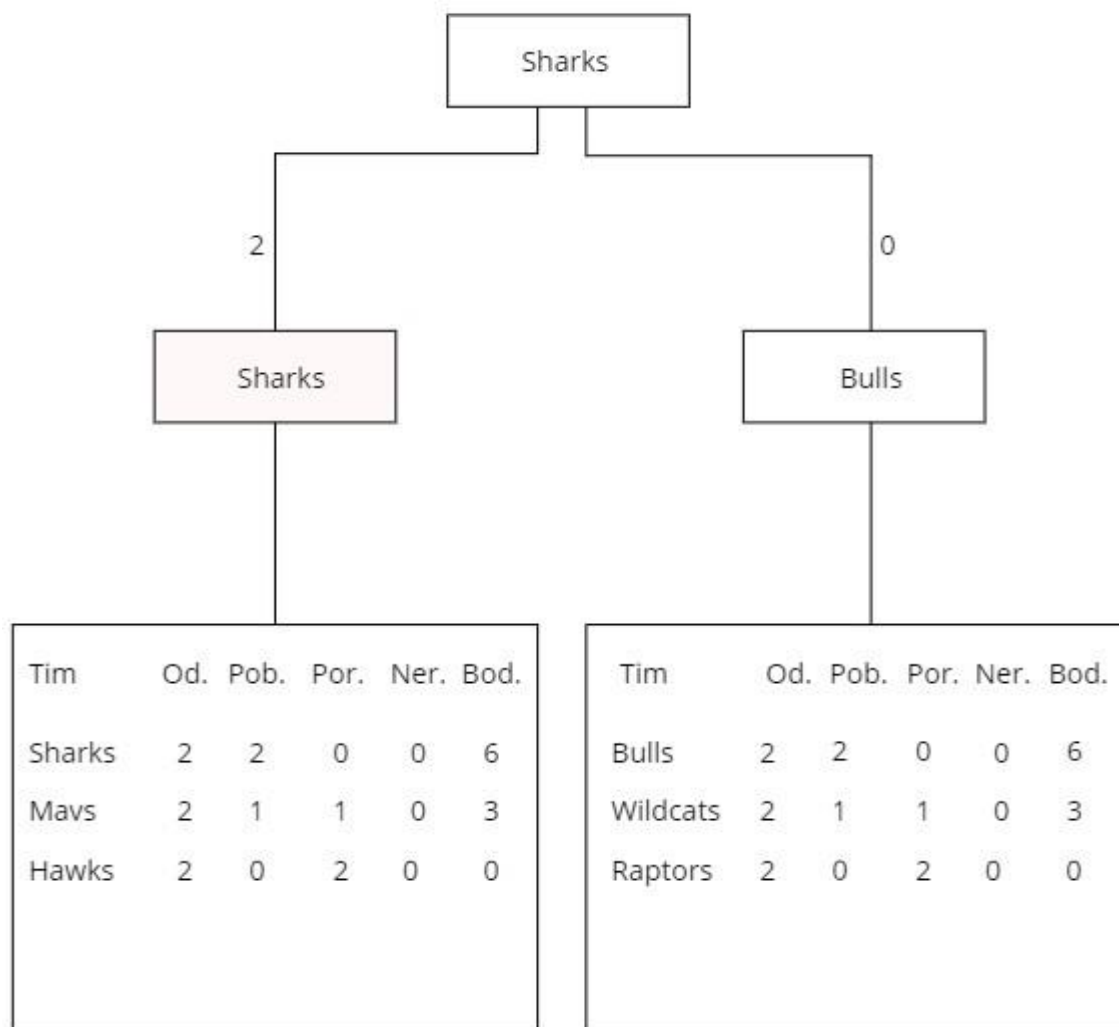 Sharks
2
0
Sharks
Bulls
Tim Od. Pob. Por. Ner. Bod.
Sharks 2 2 0 0 6
Mavs 2 1 1 0 3
Hawks 2 0 2 0 0
Tim Od. Pob. Por. Ner. Bod.
Bulls 2 2 0 0 6
Wildcats 2 1 1 0 3
Raptors 2 0 2 0 0